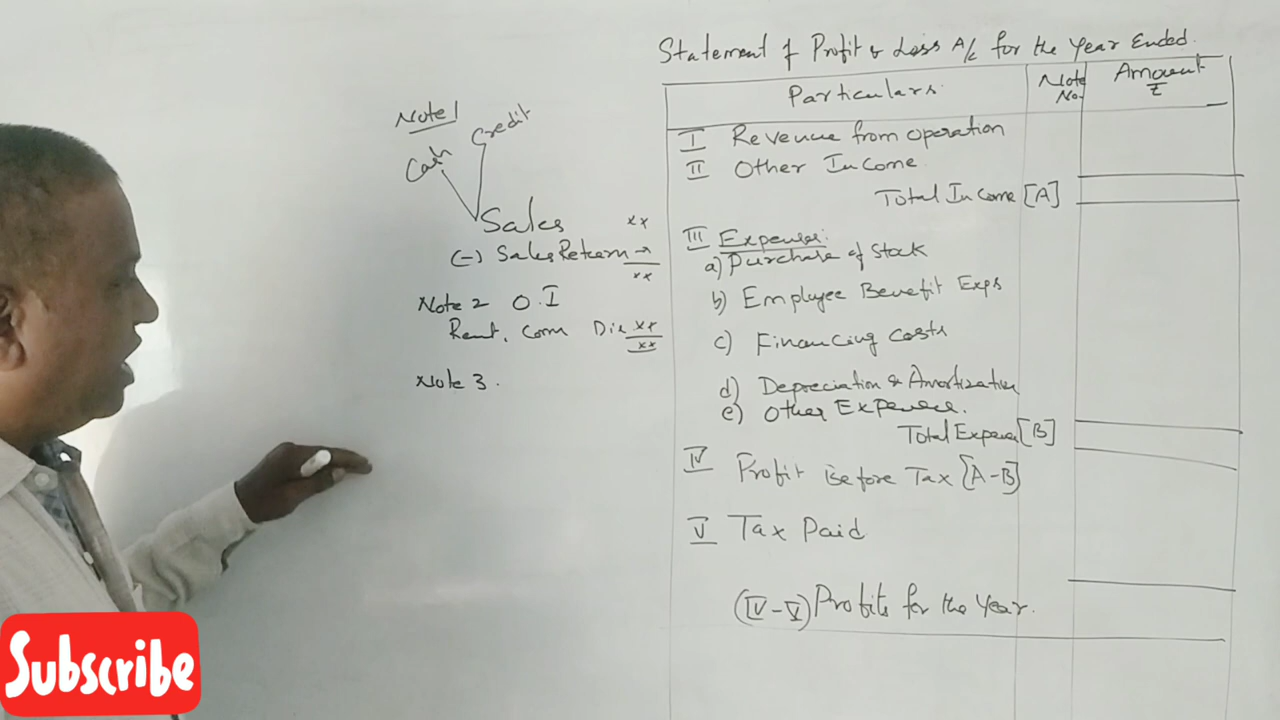 Statement of Profit & Loss A/c for the Year Ended.
Particulars.
Note No.
Amount ₹
I Revenue from operation
II Other Income.
Total Income [A]
III Expenses:
a) Purchase of Stock
b) Employee Benefit Exps
c) Financing Costs
d) Depreciation & Amortization
e) Other Expenses.
Total Expenses [B]
IV Profit Before Tax [A-B]
V Tax Paid
(IV-V) Profits for the Year.
Note 1
Cash Credit
Sales xx
(-) Sales Return →
xx
Note 2 O.I
Rent, Comm Dis xx
xx
Note 3.
Subscribe